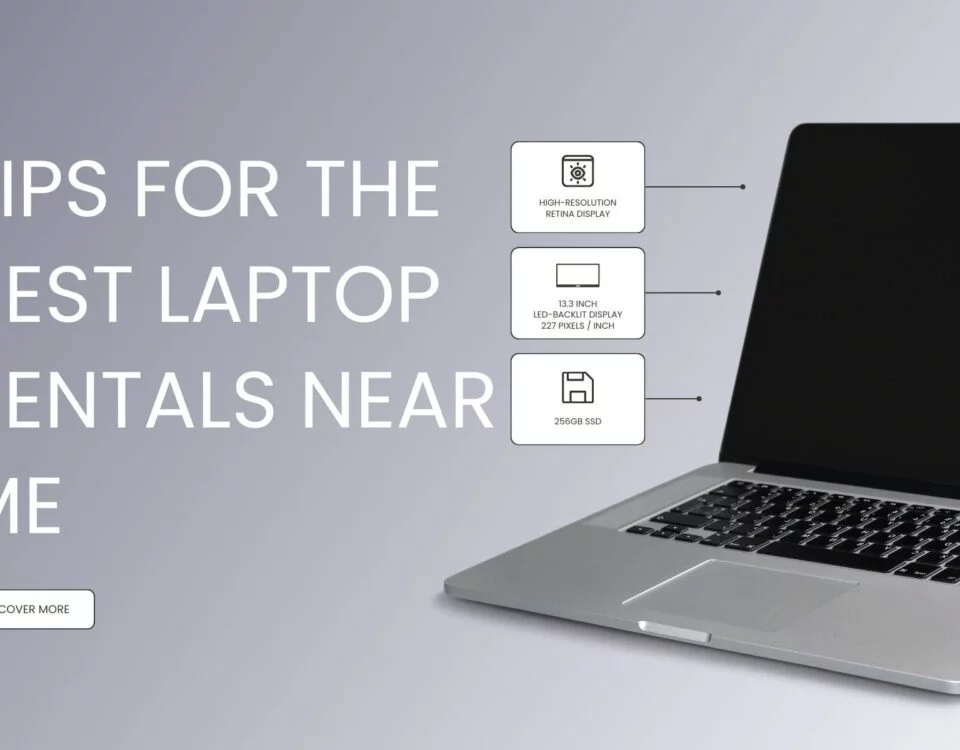 IPS FOR THE
EST LAPTOP
ENTALS NEAR
ME
COVER MORE
HIGH-RESOLUTION
RETINA DISPLAY
13.3 INCH
LED-BACKLIT DISPLAY
227 PIXELS / INCH
256GB SSD